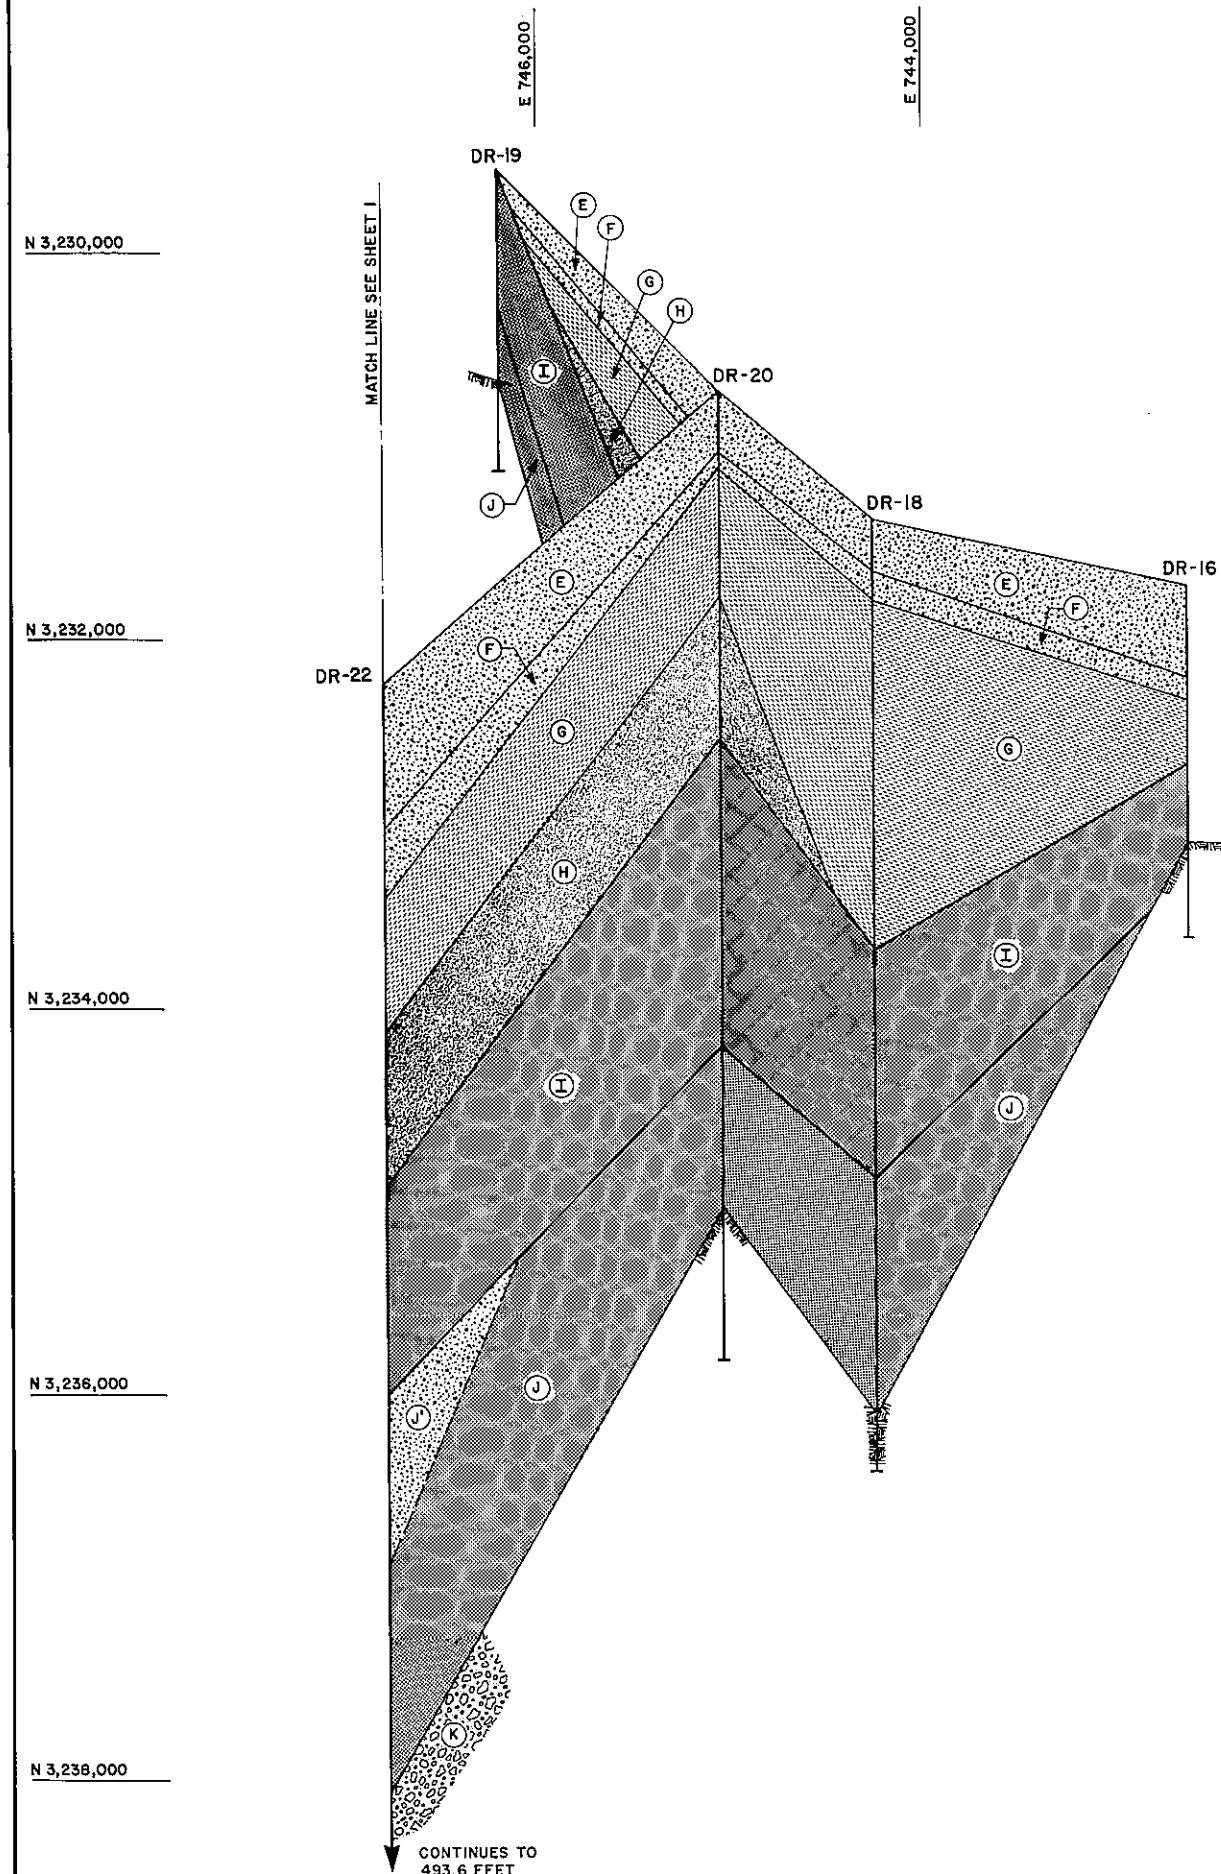 E 746,000
E 744,000
DR-19
MATCH LINE SEE SHEET 1
N 3,230,000
E
F
G
H
I
DR-20
J
DR-18
DR-16
E
E
F
N 3,232,000
F
DR-22
G
G
H
I
N 3,234,000
I
J
J
N 3,236,000
J'
K
N 3,238,000
CONTINUES TO
493.6 FEET